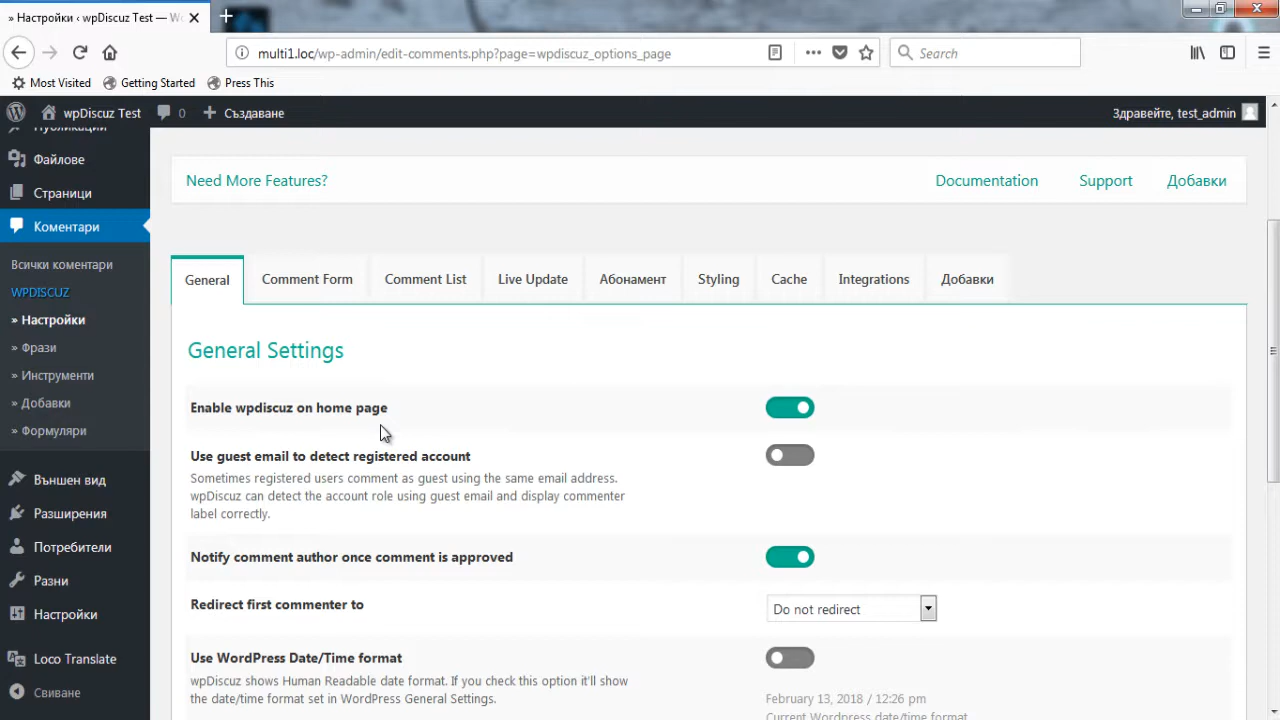 » Настройки ‹ wpDiscuz Test — W
multi1.loc/wp-admin/edit-comments.php?page=wpdiscuz_options_page
Search
Most Visited
Getting Started
Press This
wpDiscuz Test
0
Създаване
Здравейте, test_admin
Публикации
Файлове
Страници
Коментари
Всички коментари
WPDISCUZ
» Настройки
» Фрази
» Инструменти
» Добавки
» Формуляри
Външен вид
Разширения
Потребители
Разни
Настройки
Loco Translate
Свиване
Need More Features?
Documentation
Support
Добавки
General
Comment Form
Comment List
Live Update
Абонамент
Styling
Cache
Integrations
Добавки
General Settings
Enable wpdiscuz on home page
Use guest email to detect registered account
Sometimes registered users comment as guest using the same email address.
wpDiscuz can detect the account role using guest email and display commenter
label correctly.
Notify comment author once comment is approved
Redirect first commenter to
Do not redirect
Use WordPress Date/Time format
wpDiscuz shows Human Readable date format. If you check this option it'll show
the date/time format set in WordPress General Settings.
February 13, 2018 / 12:26 pm
Current Wordpress date/time format